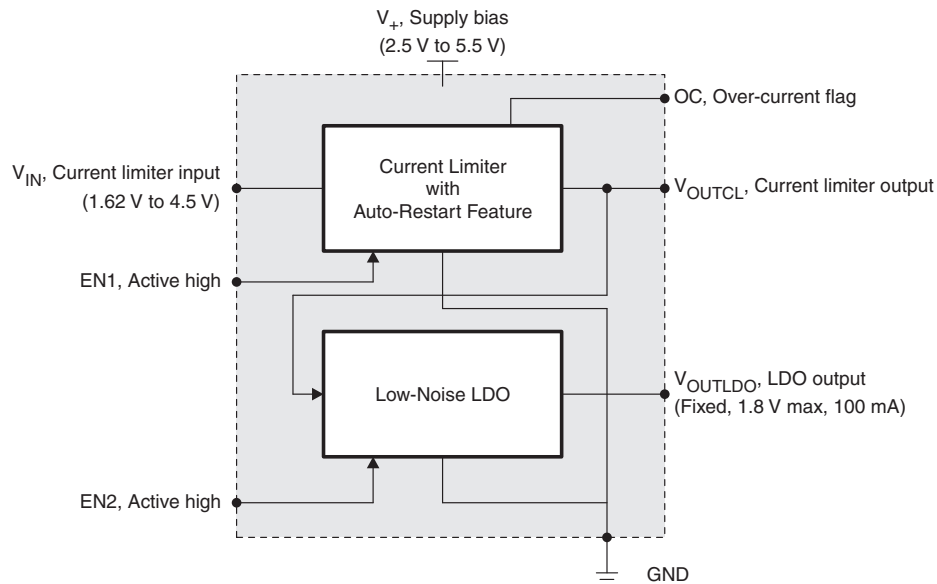 V+, Supply bias
(2.5 V to 5.5 V)
OC, Over-current flag
Current Limiter
with
Auto-Restart Feature
VIN, Current limiter input
(1.62 V to 4.5 V)
VOUTCL, Current limiter output
EN1, Active high
Low-Noise LDO
VOUTLDO, LDO output
(Fixed, 1.8 V max, 100 mA)
EN2, Active high
GND